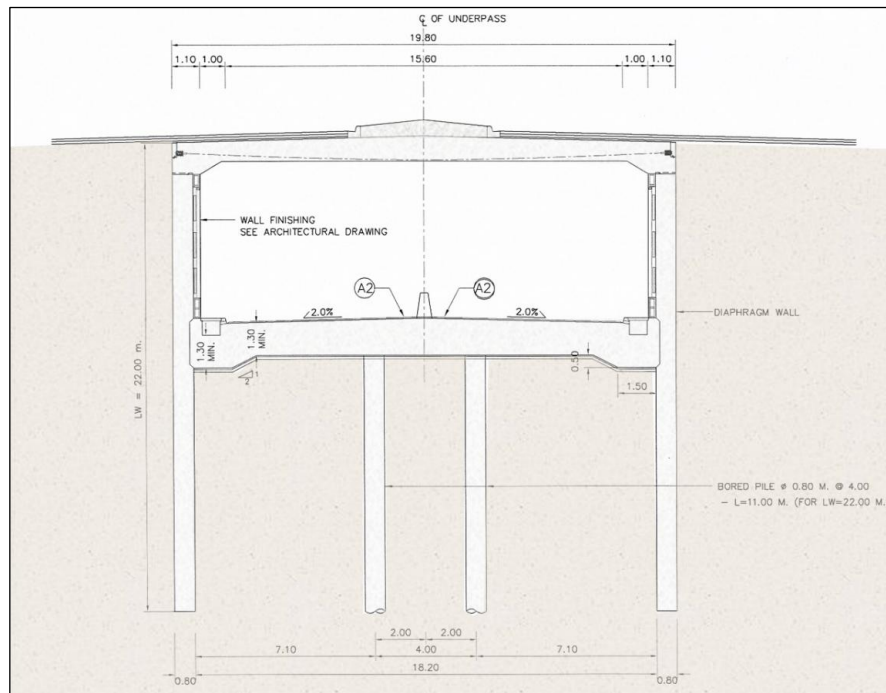 ℄ OF UNDERPASS
19.80
1.10 1.00 15.60 1.00 1.10
WALL FINISHING
SEE ARCHITECTURAL DRAWING
A2 A2
2.0% 2.0%
DIAPHRAGM WALL
1.30 MIN.
1.30 MIN.
0.50
2 1
1.50
LW = 22.00 m.
BORED PILE ø 0.80 M. @ 4.00
- L=11.00 M. (FOR LW=22.00 M.
2.00 2.00
7.10 4.00 7.10
18.20
0.80 0.80